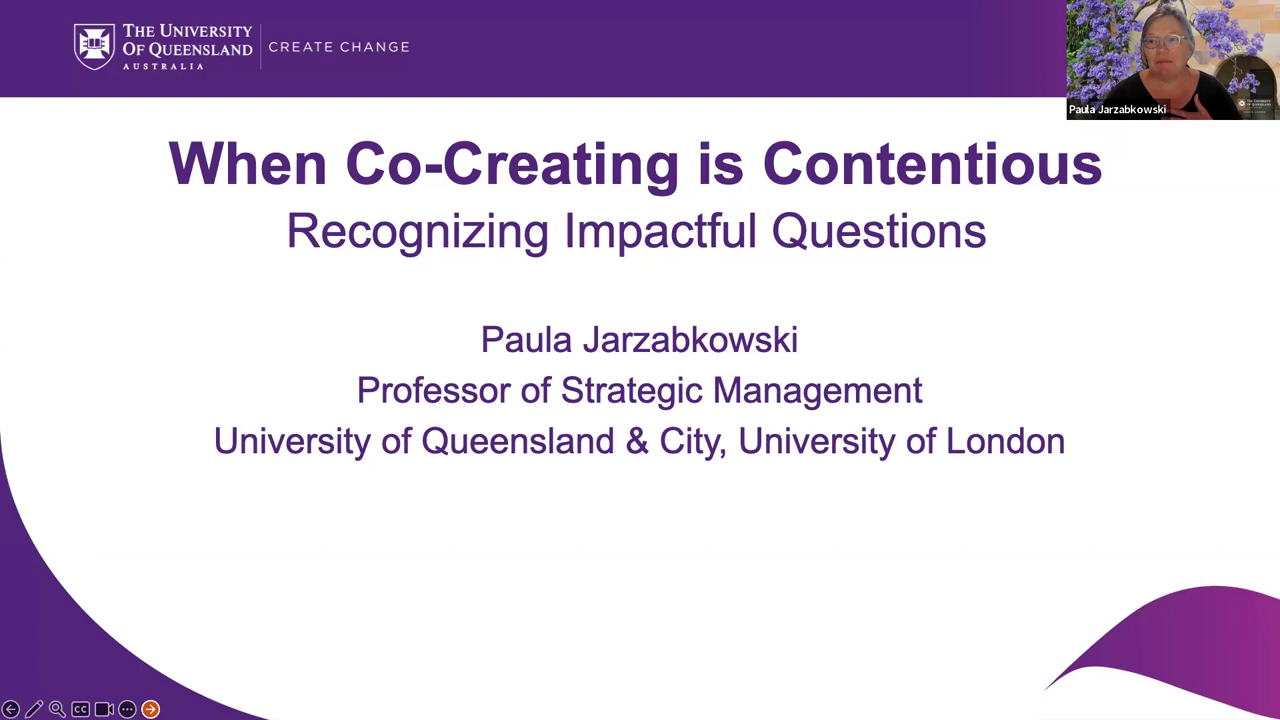 THE UNIVERSITY
OF QUEENSLAND
AUSTRALIA
CREATE CHANGE
Paula Jarzabkowski
When Co-Creating is Contentious
Recognizing Impactful Questions
Paula Jarzabkowski
Professor of Strategic Management
University of Queensland & City, University of London
CC